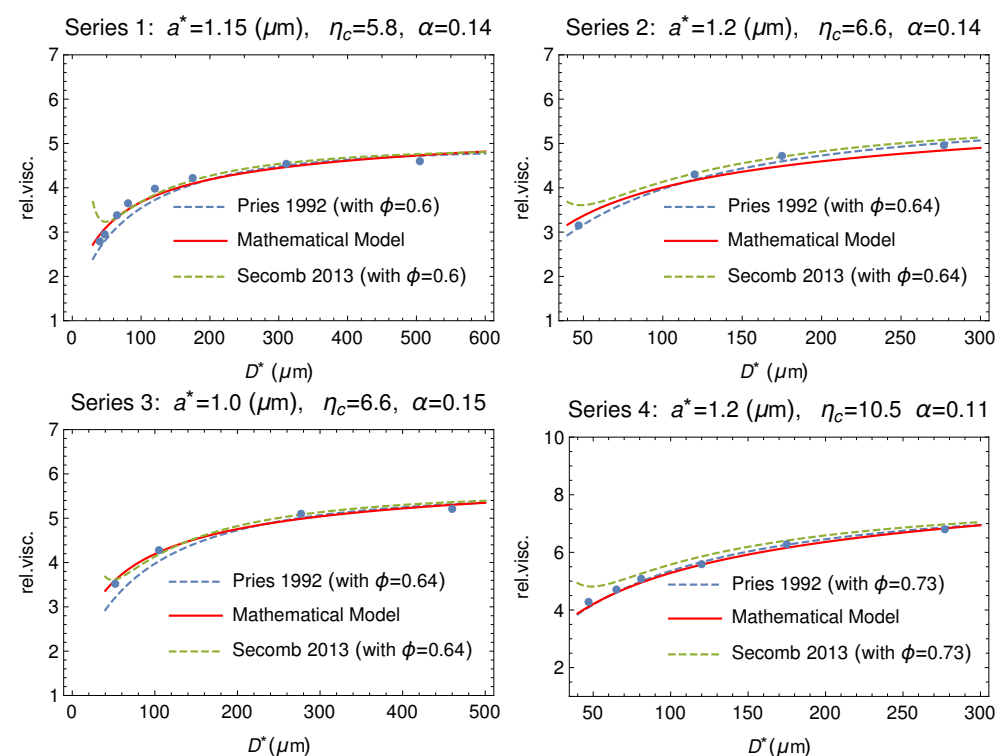 Series 1: a*=1.15 (μm), η_c=5.8, α=0.14
7
6
5
4
3
2
1
rel.visc.
Pries 1992 (with ϕ=0.6)
Mathematical Model
Secomb 2013 (with ϕ=0.6)
0 100 200 300 400 500 600
D* (μm)
Series 2: a*=1.2 (μm), η_c=6.6, α=0.14
7
6
5
4
3
2
1
rel.visc.
Pries 1992 (with ϕ=0.64)
Mathematical Model
Secomb 2013 (with ϕ=0.64)
50 100 150 200 250 300
D* (μm)
Series 3: a*=1.0 (μm), η_c=6.6, α=0.15
7
6
5
4
3
2
1
rel.visc.
Pries 1992 (with ϕ=0.64)
Mathematical Model
Secomb 2013 (with ϕ=0.64)
0 100 200 300 400 500
D* (μm)
Series 4: a*=1.2 (μm), η_c=10.5 α=0.11
10
8
6
4
2
rel.visc.
Pries 1992 (with ϕ=0.73)
Mathematical Model
Secomb 2013 (with ϕ=0.73)
50 100 150 200 250 300
D* (μm)